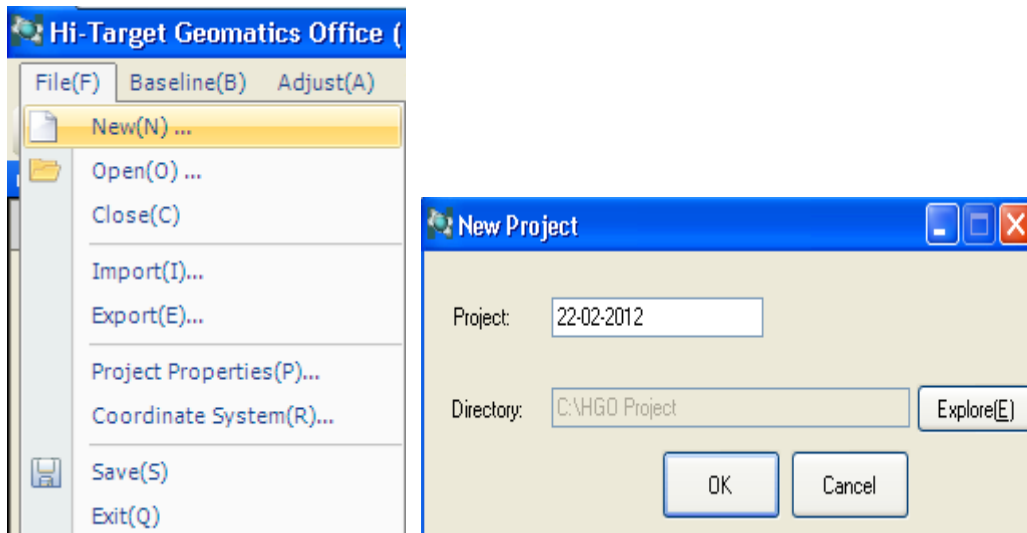 Hi-Target Geomatics Office (
File(F) Baseline(B) Adjust(A)
New(N) ...
Open(O) ...
Close(C)
Import(I)...
Export(E)...
Project Properties(P)...
Coordinate System(R)...
Save(S)
Exit(Q)
New Project
Project: 22-02-2012
Directory: C:\HGO Project Explore(E)
OK Cancel